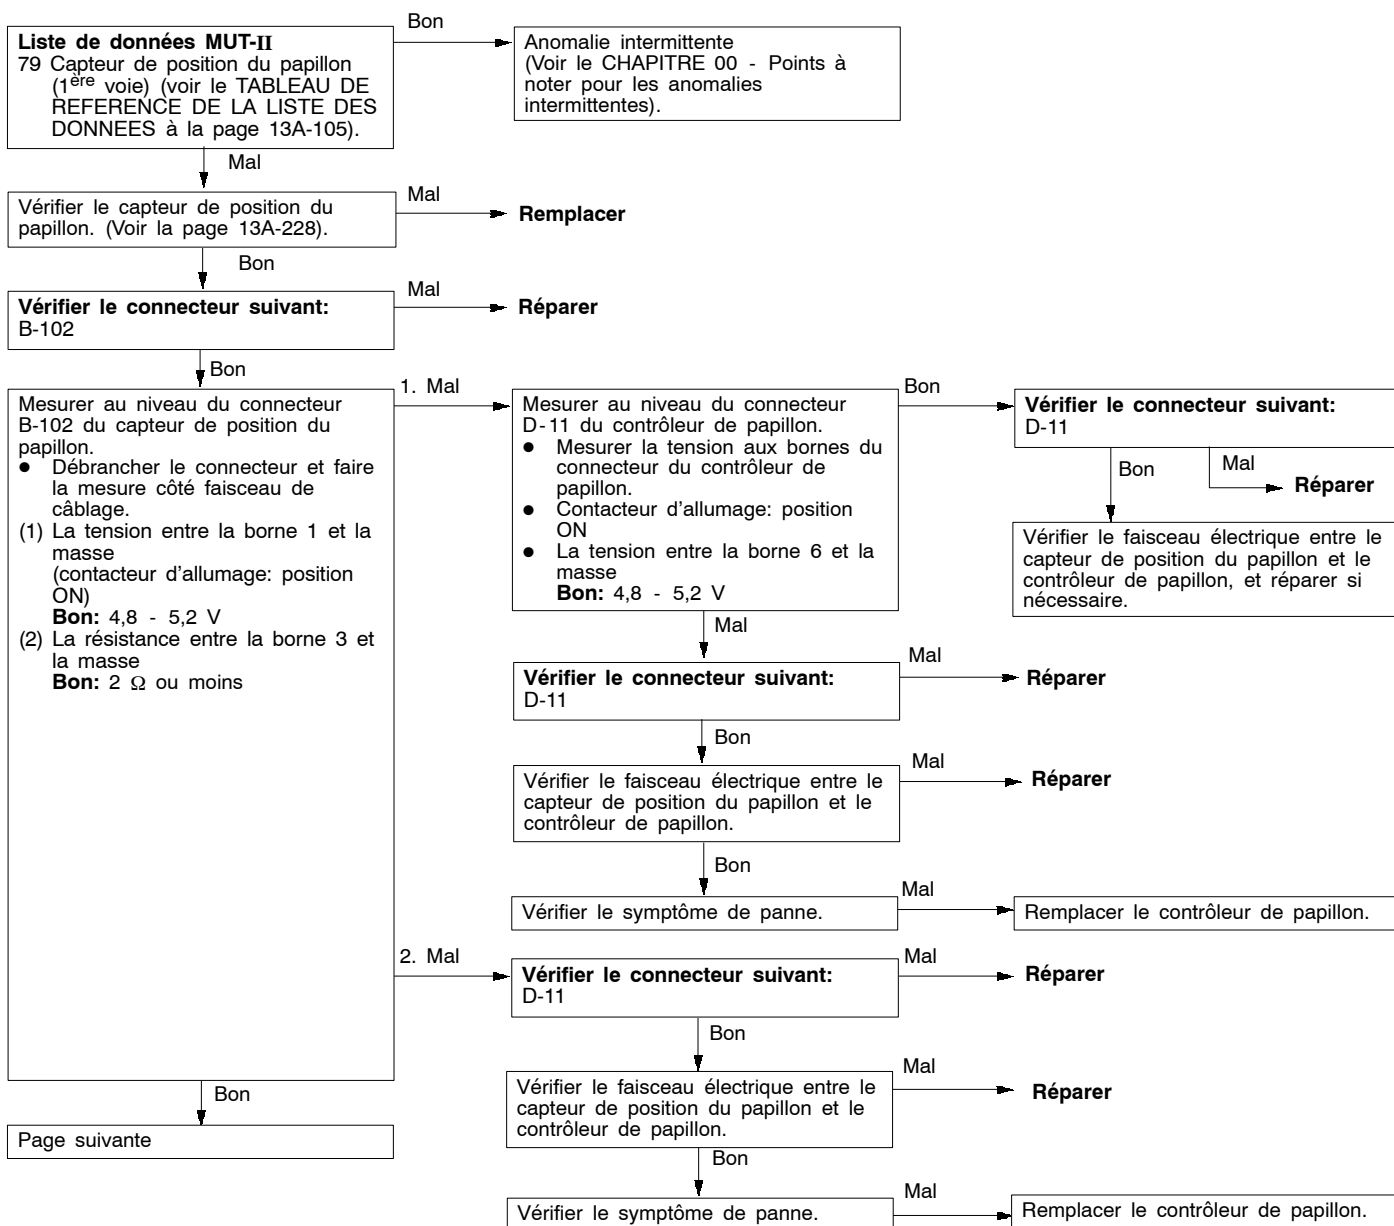 Liste de données MUT-II
79 Capteur de position du papillon
(1ère voie) (voir le TABLEAU DE
REFERENCE DE LA LISTE DES
DONNEES à la page 13A-105).
Bon
Anomalie intermittente
(Voir le CHAPITRE 00 - Points à
noter pour les anomalies
intermittentes).
Mal
Vérifier le capteur de position du
papillon. (Voir la page 13A-228).
Mal
Remplacer
Bon
Vérifier le connecteur suivant:
B-102
Mal
Réparer
Bon
Mesurer au niveau du connecteur
B-102 du capteur de position du
papillon.
● Débrancher le connecteur et faire
la mesure côté faisceau de
câblage.
(1) La tension entre la borne 1 et la
masse
(contacteur d'allumage: position
ON)
Bon: 4,8 - 5,2 V
(2) La résistance entre la borne 3 et
la masse
Bon: 2 Ω ou moins
1. Mal
Mesurer au niveau du connecteur
D-11 du contrôleur de papillon.
● Mesurer la tension aux bornes du
connecteur du contrôleur de
papillon.
● Contacteur d'allumage: position
ON
● La tension entre la borne 6 et la
masse
Bon: 4,8 - 5,2 V
Bon
Vérifier le connecteur suivant:
D-11
Bon
Mal
Réparer
Vérifier le faisceau électrique entre le
capteur de position du papillon et le
contrôleur de papillon, et réparer si
nécessaire.
Mal
Vérifier le connecteur suivant:
D-11
Mal
Réparer
Bon
Vérifier le faisceau électrique entre le
capteur de position du papillon et le
contrôleur de papillon.
Mal
Réparer
Bon
Vérifier le symptôme de panne.
Mal
Remplacer le contrôleur de papillon.
2. Mal
Vérifier le connecteur suivant:
D-11
Mal
Réparer
Bon
Vérifier le faisceau électrique entre le
capteur de position du papillon et le
contrôleur de papillon.
Mal
Réparer
Bon
Vérifier le symptôme de panne.
Mal
Remplacer le contrôleur de papillon.
Bon
Page suivante